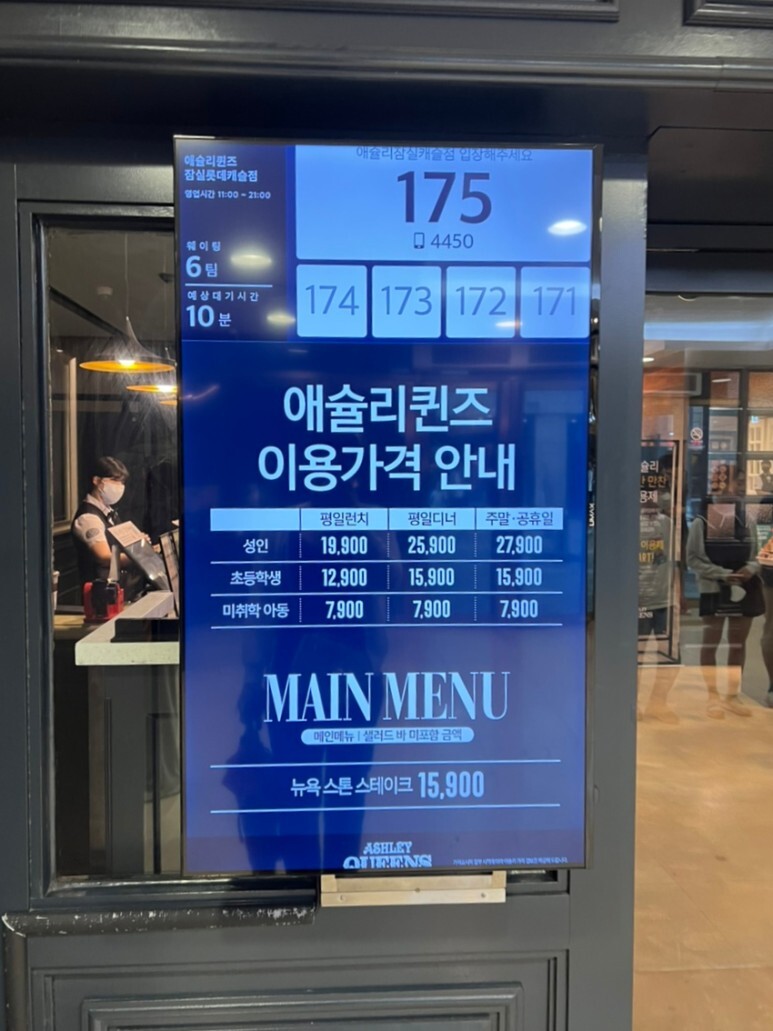 애슐리퀸즈
잠실롯데캐슬점
영업시간 11:00 ~ 21:00
웨이팅
6팀
예상대기시간
10분
애슐리잠실캐슬점 입장해주세요
175
4450
174 173 172 171
애슐리퀸즈
이용가격 안내
평일런치 평일디너 주말·공휴일
성인 19,900 25,900 27,900
초등학생 12,900 15,900 15,900
미취학 아동 7,900 7,900 7,900
MAIN MENU
메인메뉴 | 샐러드 바 미포함 금액
뉴욕 스톤 스테이크 15,900
ASHLEY
QUEENS